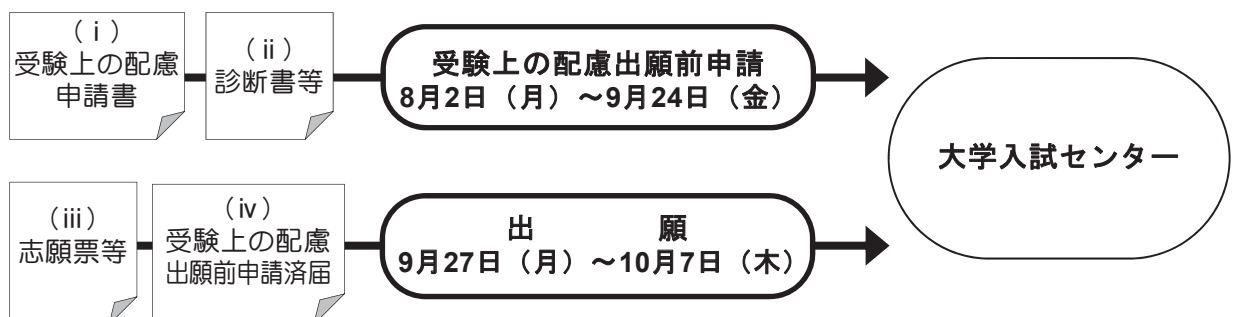 (ⅰ)
受験上の配慮
申請書
(ⅱ)
診断書等
受験上の配慮出願前申請
8月2日(月)~9月24日(金)
大学入試センター
(ⅲ)
志願票等
(ⅳ)
受験上の配慮
出願前申請済届
出 願
9月27日(月)~10月7日(木)